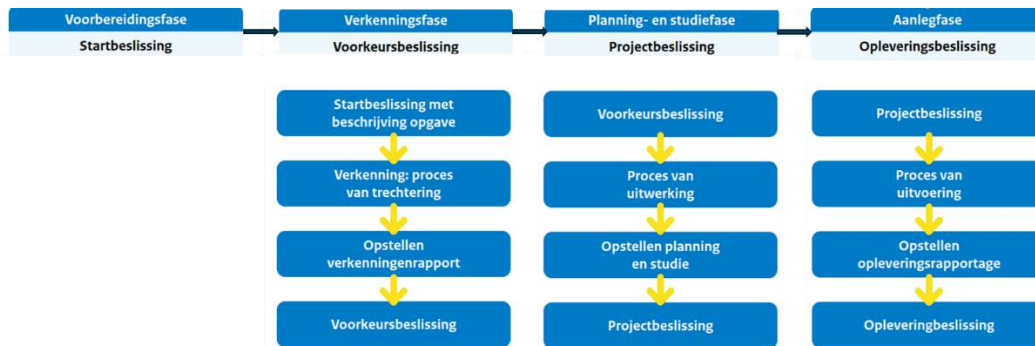 Voorbereidingsfase
Startbeslissing
Verkenningsfase
Voorkeursbeslissing
Planning- en studiefase
Projectbeslissing
Aanlegfase
Opleveringsbeslissing
Startbeslissing met
beschrijving opgave
Verkenning: proces
van trechtering
Opstellen
verkenningenrapport
Voorkeursbeslissing
Voorkeursbeslissing
Proces van
uitwerking
Opstellen planning
en studie
Projectbeslissing
Projectbeslissing
Proces van
uitvoering
Opstellen
opleveringsrapportage
Opleveringbeslissing